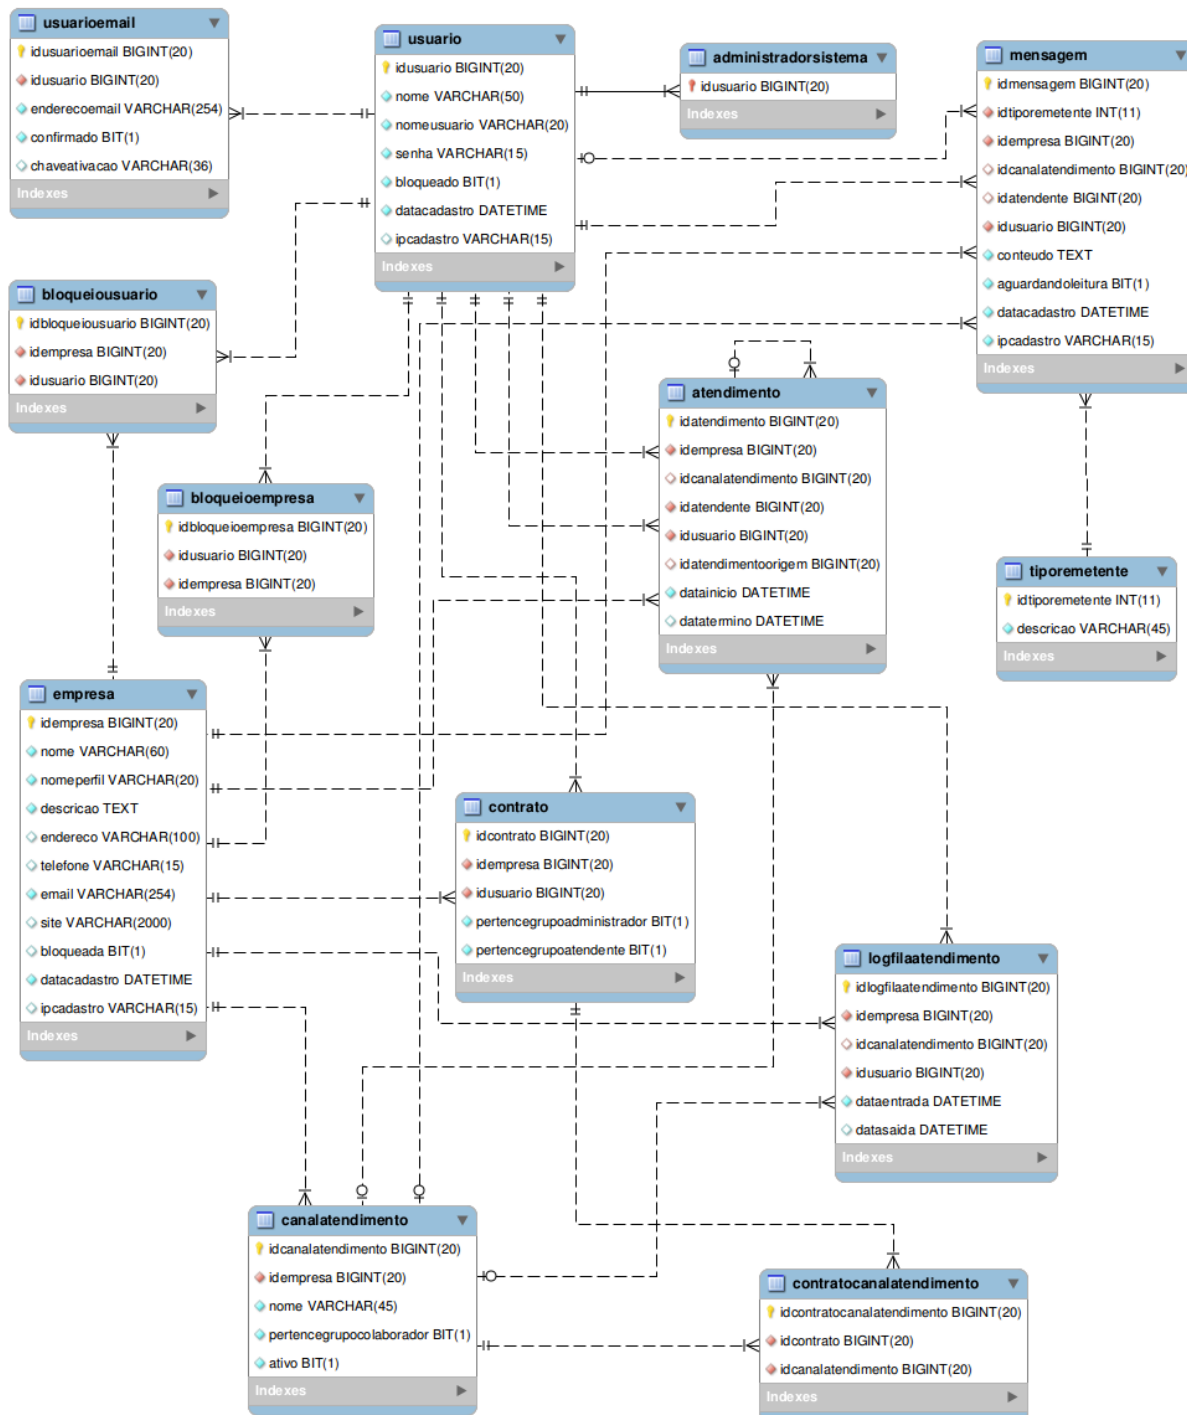 usuarioemail
idusuarioemail BIGINT(20)
idusuario BIGINT(20)
enderecoemail VARCHAR(254)
confirmado BIT(1)
chaveativacao VARCHAR(36)
Indexes
usuario
idusuario BIGINT(20)
nome VARCHAR(50)
nomeusuario VARCHAR(20)
senha VARCHAR(15)
bloqueado BIT(1)
datacadastro DATETIME
ipcadastro VARCHAR(15)
Indexes
administradorsistema
idusuario BIGINT(20)
Indexes
mensagem
idmensagem BIGINT(20)
idtiporemetente INT(11)
idempresa BIGINT(20)
idcanalatendimento BIGINT(20)
idatendente BIGINT(20)
idusuario BIGINT(20)
conteudo TEXT
aguardandoleitura BIT(1)
datacadastro DATETIME
ipcadastro VARCHAR(15)
Indexes
bloqueiousuario
idbloqueiousuario BIGINT(20)
idempresa BIGINT(20)
idusuario BIGINT(20)
Indexes
atendimento
idatendimento BIGINT(20)
idempresa BIGINT(20)
idcanalatendimento BIGINT(20)
idatendente BIGINT(20)
idusuario BIGINT(20)
idatendimentoorigem BIGINT(20)
datainicio DATETIME
datatermino DATETIME
Indexes
bloqueioempresa
idbloqueioempresa BIGINT(20)
idusuario BIGINT(20)
idempresa BIGINT(20)
Indexes
tiporemetente
idtiporemetente INT(11)
descricao VARCHAR(45)
Indexes
empresa
idempresa BIGINT(20)
nome VARCHAR(60)
nomeperfil VARCHAR(20)
descricao TEXT
endereco VARCHAR(100)
telefone VARCHAR(15)
email VARCHAR(254)
site VARCHAR(2000)
bloqueada BIT(1)
datacadastro DATETIME
ipcadastro VARCHAR(15)
Indexes
contrato
idcontrato BIGINT(20)
idempresa BIGINT(20)
idusuario BIGINT(20)
pertencegrupoadministrador BIT(1)
pertencegrupoatendente BIT(1)
Indexes
logfilaatendimento
idlogfilaatendimento BIGINT(20)
idempresa BIGINT(20)
idcanalatendimento BIGINT(20)
idusuario BIGINT(20)
dataentrada DATETIME
datasaida DATETIME
Indexes
canalatendimento
idcanalatendimento BIGINT(20)
idempresa BIGINT(20)
nome VARCHAR(45)
pertencegrupocolaborador BIT(1)
ativo BIT(1)
Indexes
contratocanalatendimento
idcontratocanalatendimento BIGINT(20)
idcontrato BIGINT(20)
idcanalatendimento BIGINT(20)
Indexes